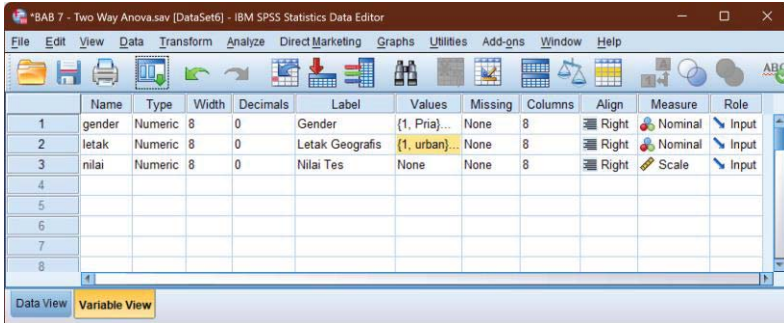 *BAB 7 - Two Way Anova.sav [DataSet6] - IBM SPSS Statistics Data Editor
File Edit View Data Transform Analyze Direct Marketing Graphs Utilities Add-ons Window Help
Name Type Width Decimals Label Values Missing Columns Align Measure Role
1 gender Numeric 8 0 Gender {1, Pria}... None 8 Right Nominal Input
2 letak Numeric 8 0 Letak Geografis {1, urban}... None 8 Right Nominal Input
3 nilai Numeric 8 0 Nilai Tes None None 8 Right Scale Input
4
5
6
7
8
Data View Variable View